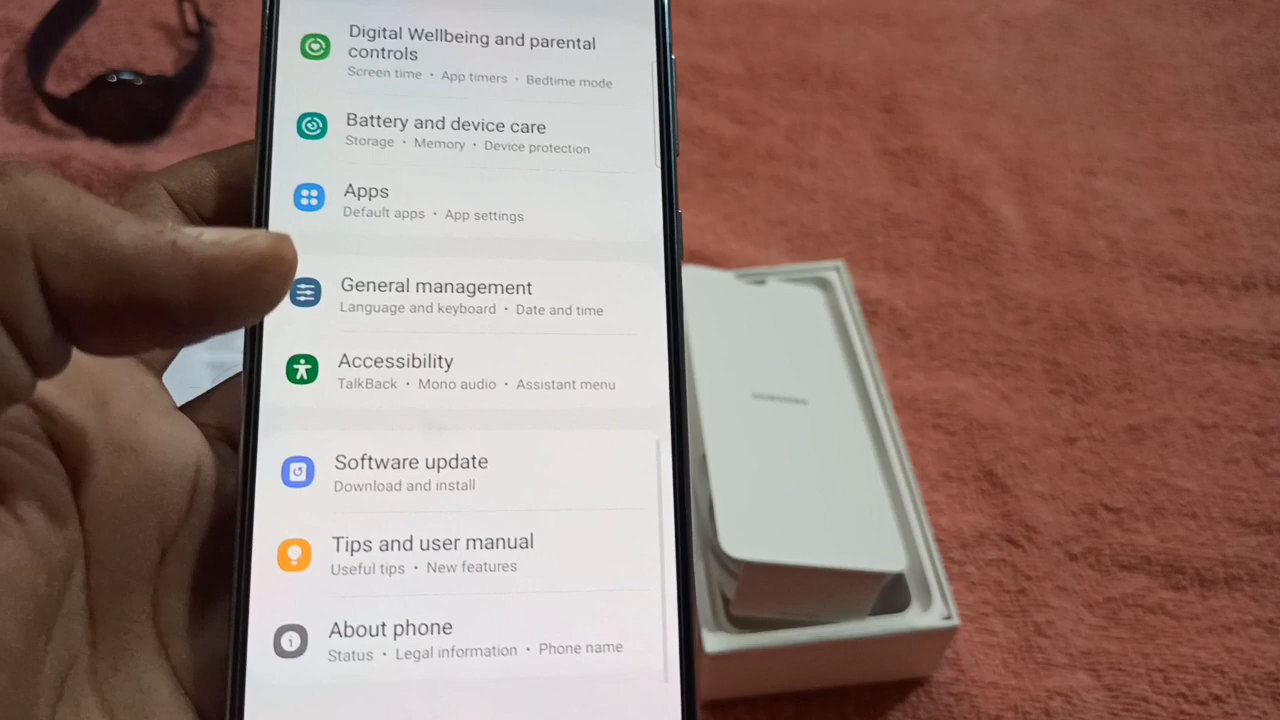 Digital Wellbeing and parental
controls
Screen time • App timers • Bedtime mode
Battery and device care
Storage • Memory • Device protection
Apps
Default apps • App settings
General management
Language and keyboard • Date and time
Accessibility
TalkBack • Mono audio • Assistant menu
Software update
Download and install
Tips and user manual
Useful tips • New features
About phone
Status • Legal information • Phone name
SAMSUNG